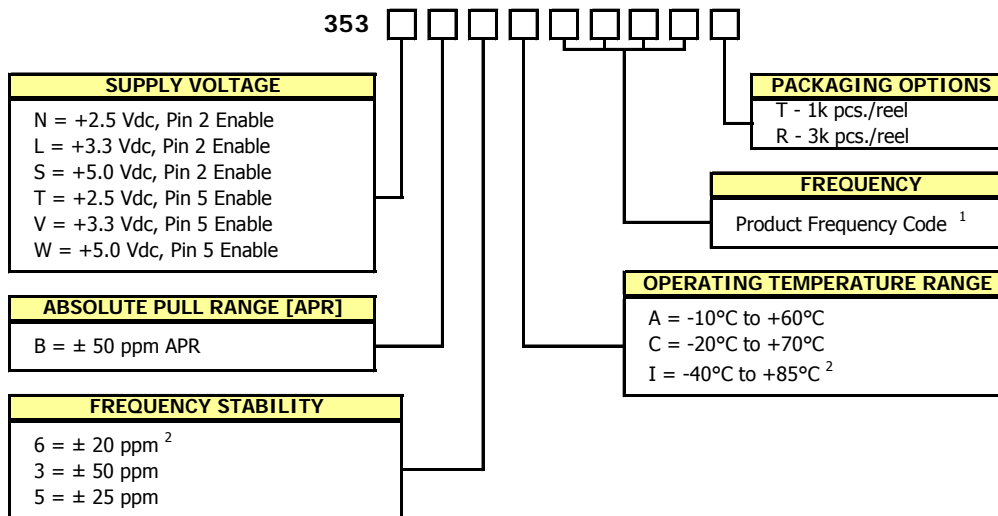 353
SUPPLY VOLTAGE
N = +2.5 Vdc, Pin 2 Enable
L = +3.3 Vdc, Pin 2 Enable
S = +5.0 Vdc, Pin 2 Enable
T = +2.5 Vdc, Pin 5 Enable
V = +3.3 Vdc, Pin 5 Enable
W = +5.0 Vdc, Pin 5 Enable
ABSOLUTE PULL RANGE [APR]
B = ± 50 ppm APR
FREQUENCY STABILITY
6 = ± 20 ppm ²
3 = ± 50 ppm
5 = ± 25 ppm
PACKAGING OPTIONS
T - 1k pcs./reel
R - 3k pcs./reel
FREQUENCY
Product Frequency Code ¹
OPERATING TEMPERATURE RANGE
A = -10°C to +60°C
C = -20°C to +70°C
I = -40°C to +85°C ²